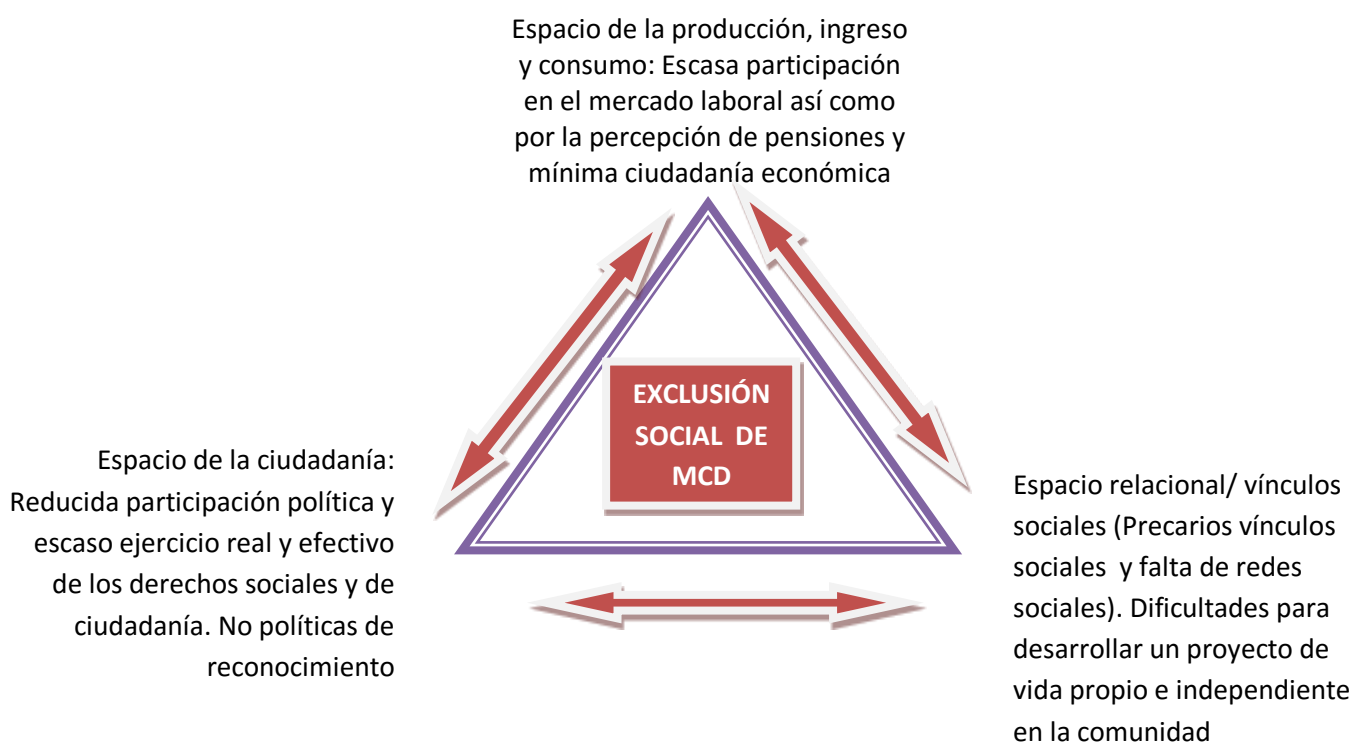 Espacio de la producción, ingreso
y consumo: Escasa participación
en el mercado laboral así como
por la percepción de pensiones y
mínima ciudadanía económica
EXCLUSIÓN
SOCIAL DE
MCD
Espacio de la ciudadanía:
Reducida participación política y
escaso ejercicio real y efectivo
de los derechos sociales y de
ciudadanía. No políticas de
reconocimiento
Espacio relacional/ vínculos
sociales (Precarios vínculos
sociales y falta de redes
sociales). Dificultades para
desarrollar un proyecto de
vida propio e independiente
en la comunidad